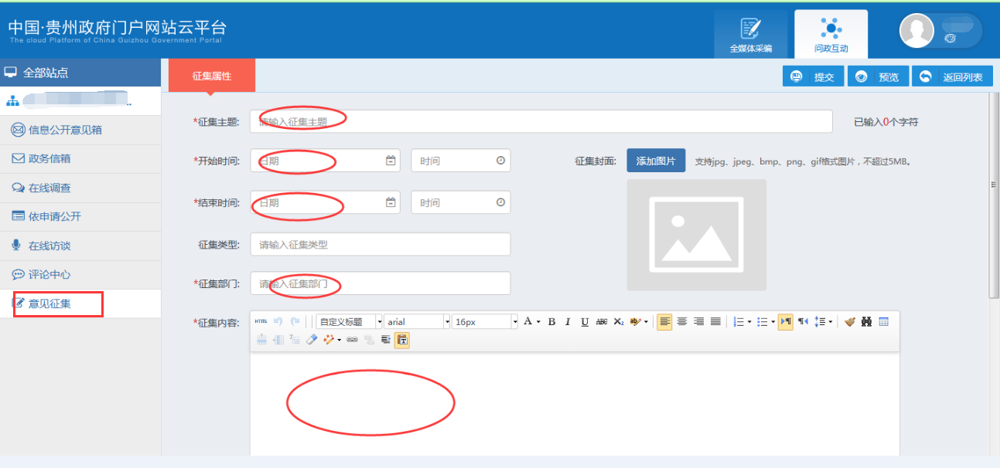 中国·贵州政府门户网站云平台
The cloud Platform of China Guizhou Government Portal
全媒体采编
问政互动
全部站点
征集属性
提交
预览
返回列表
..
信息公开意见箱
政务信箱
在线调查
依申请公开
在线访谈
评论中心
意见征集
*征集主题: 请输入征集主题 已输入0个字符
*开始时间: 日期 时间 征集封面: 添加图片 支持jpg、jpeg、bmp、png、gif格式图片，不超过5MB。
*结束时间: 日期 时间
征集类型: 请输入征集类型
*征集部门: 请输入征集部门
*征集内容: HTML 自定义标题 arial 16px A B I U ABC X₂ ab